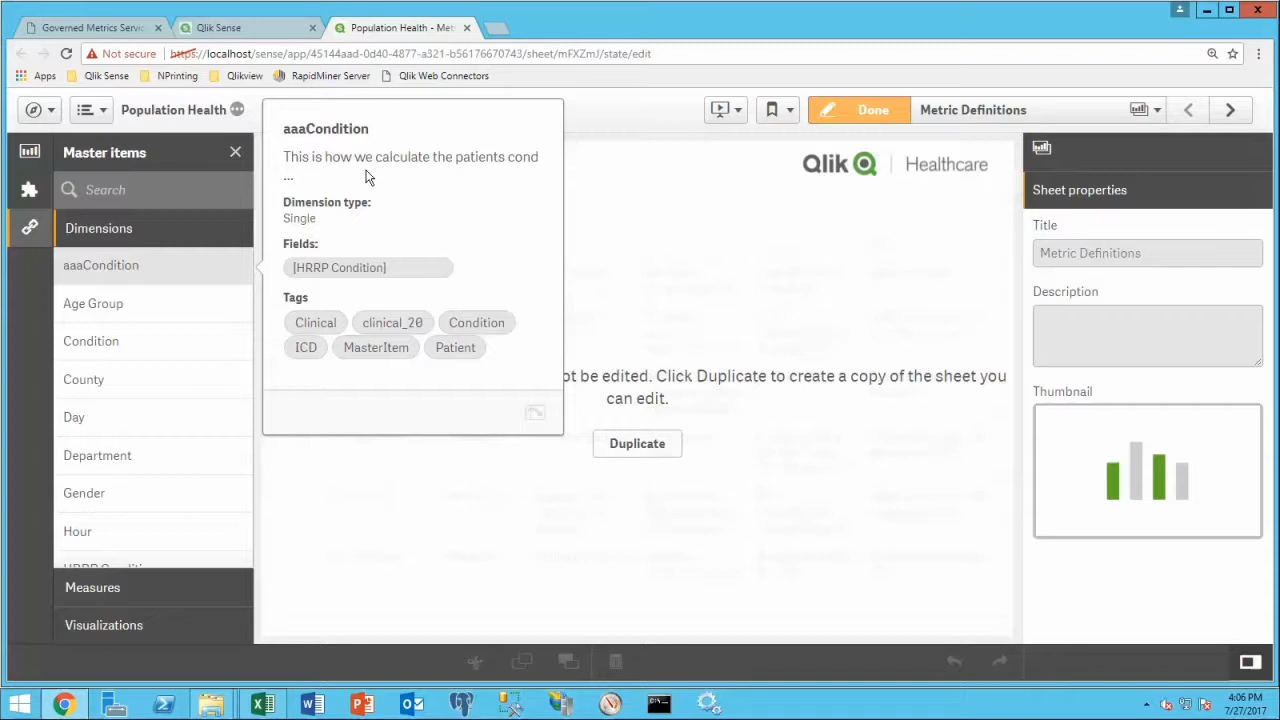 Governed Metrics Servic
Qlik Sense
Population Health - Met
Not secure
https://localhost/sense/app/45144aad-0d40-4877-a321-b56176670743/sheet/mFXZmJ/state/edit
Apps
Qlik Sense
NPrinting
Qlikview
RapidMiner Server
Qlik Web Connectors
Population Health
Done
Metric Definitions
Master items
Search
Dimensions
aaaCondition
Age Group
Condition
County
Day
Department
Gender
Hour
Measures
Visualizations
aaaCondition
This is how we calculate the patients cond
...
Dimension type:
Single
Fields:
[HRRP Condition]
Tags
Clinical
clinical_20
Condition
ICD
MasterItem
Patient
Qlik
Healthcare
ot be edited. Click Duplicate to create a copy of the sheet you
can edit.
Duplicate
Sheet properties
Title
Metric Definitions
Description
Thumbnail
4:06 PM
7/27/2017